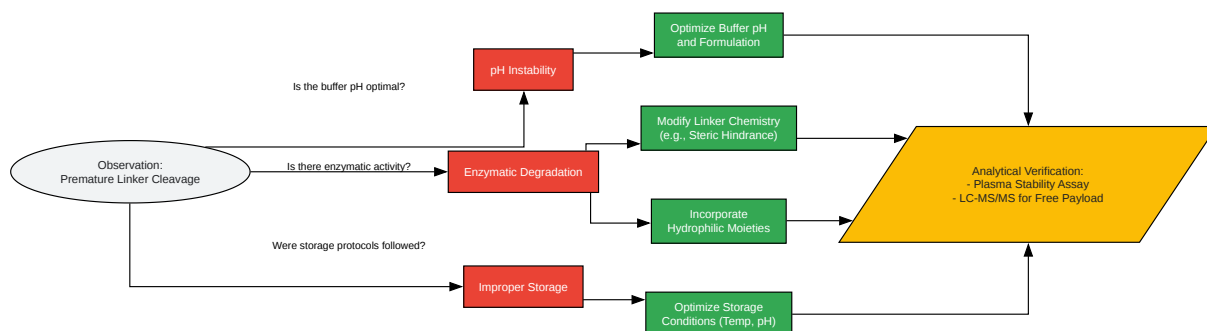 Optimize Buffer pH
and Formulation
pH Instability
Is the buffer pH optimal?
Modify Linker Chemistry
(e.g., Steric Hindrance)
Observation:
Premature Linker Cleavage
Is there enzymatic activity?
Enzymatic Degradation
Analytical Verification:
- Plasma Stability Assay
- LC-MS/MS for Free Payload
Incorporate
Hydrophilic Moieties
Were storage protocols followed?
Improper Storage
Optimize Storage
Conditions (Temp, pH)